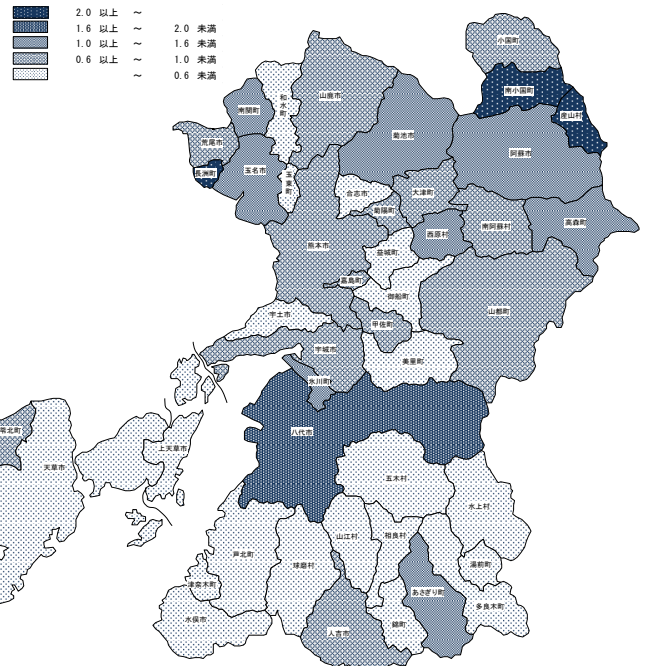 2.0 以上 ～
1.6 以上 ～ 2.0 未満
1.0 以上 ～ 1.6 未満
0.6 以上 ～ 1.0 未満
～ 0.6 未満
小国町
南小国町
産山村
和水町
山鹿市
南関町
菊池市
荒尾市
阿蘇市
長洲町
玉名市
玉東町
合志市
大津町
菊陽町
高森町
西原村
南阿蘇村
熊本市
益城町
嘉島町
御船町
山都町
宇土市
甲佐町
宇城市
美里町
氷川町
苓北町
八代市
上天草市
天草市
五木村
水上村
山江村
相良村
芦北町
球磨村
湯前町
津奈木町
あさぎり町
多良木町
水俣市
人吉市
錦町